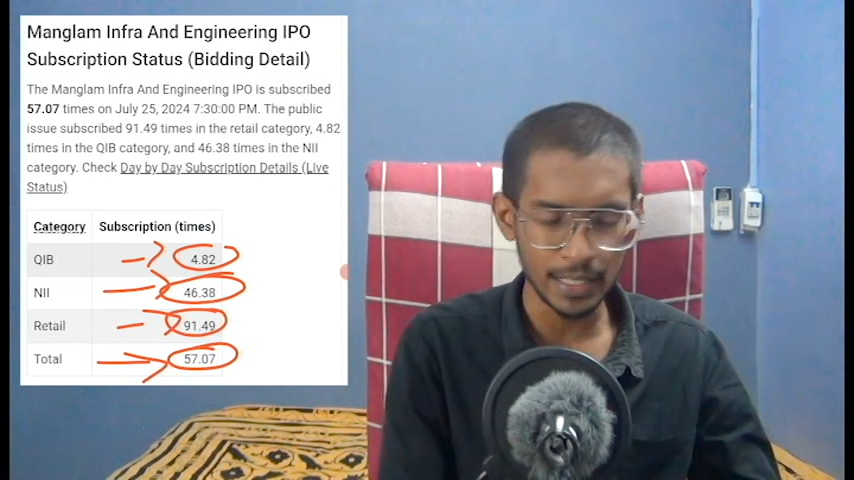 Manglam Infra And Engineering IPO
Subscription Status (Bidding Detail)
The Manglam Infra And Engineering IPO is subscribed
57.07 times on July 25, 2024 7:30:00 PM. The public
issue subscribed 91.49 times in the retail category, 4.82
times in the QIB category, and 46.38 times in the NII
category. Check Day by Day Subscription Details (Live
Status)
Category Subscription (times)
QIB 4.82
NII 46.38
Retail 91.49
Total 57.07